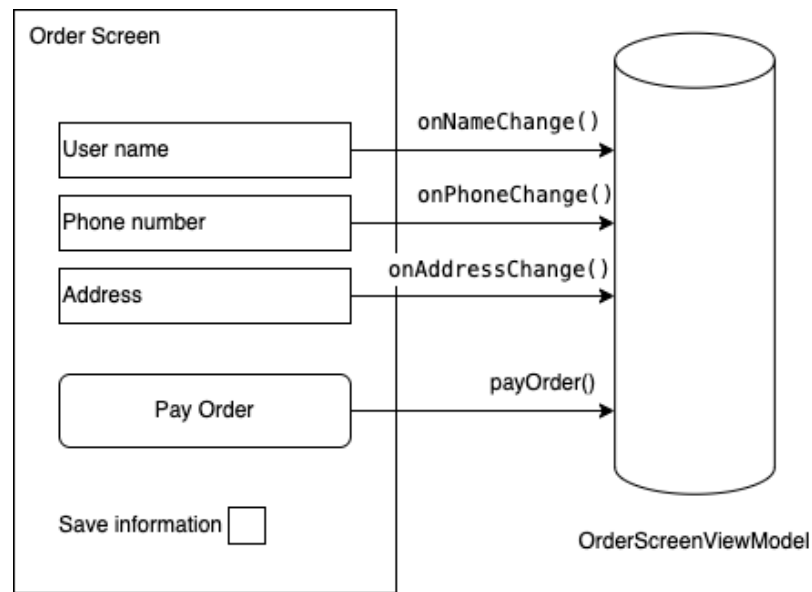 Order Screen
User name
onNameChange()
Phone number
onPhoneChange()
Address
onAddressChange()
Pay Order
payOrder()
Save information
OrderScreenViewModel